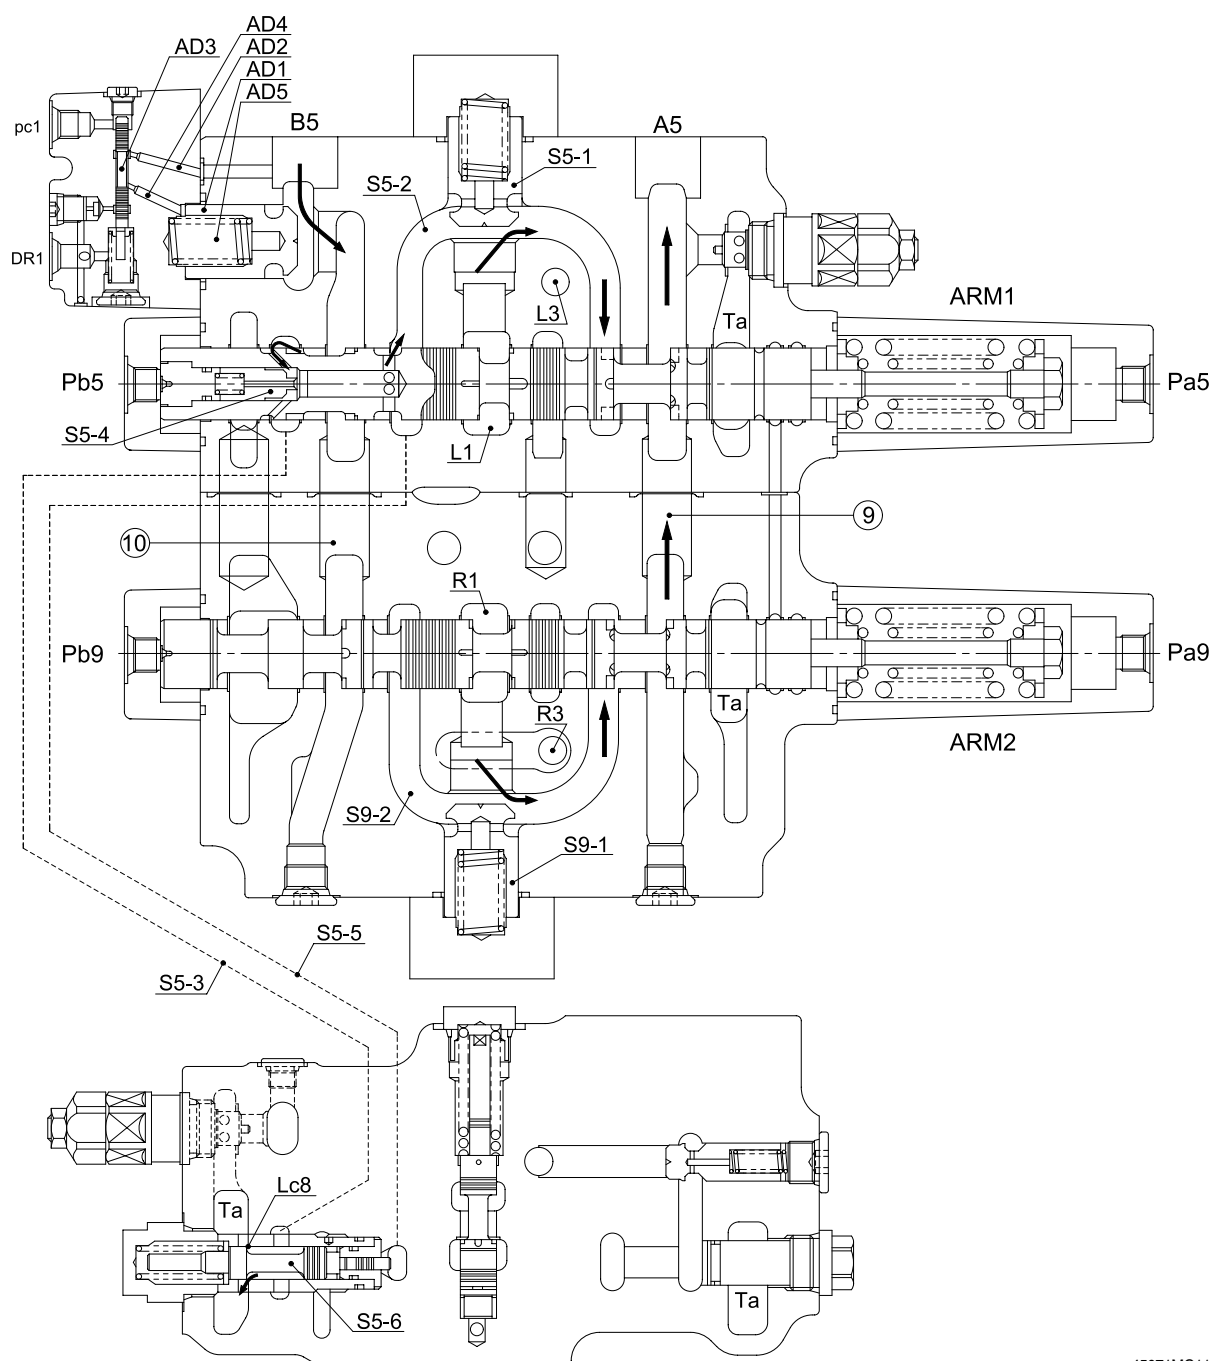 AD4
AD3
AD2
AD1
AD5
pc1
B5
A5
S5-1
S5-2
DR1
L3
Ta
ARM1
Pb5
Pa5
S5-4
L1
9
10
R1
Pb9
Pa9
Ta
R3
ARM2
S9-2
S9-1
S5-5
S5-3
Lc8
Ta
S5-6
Ta